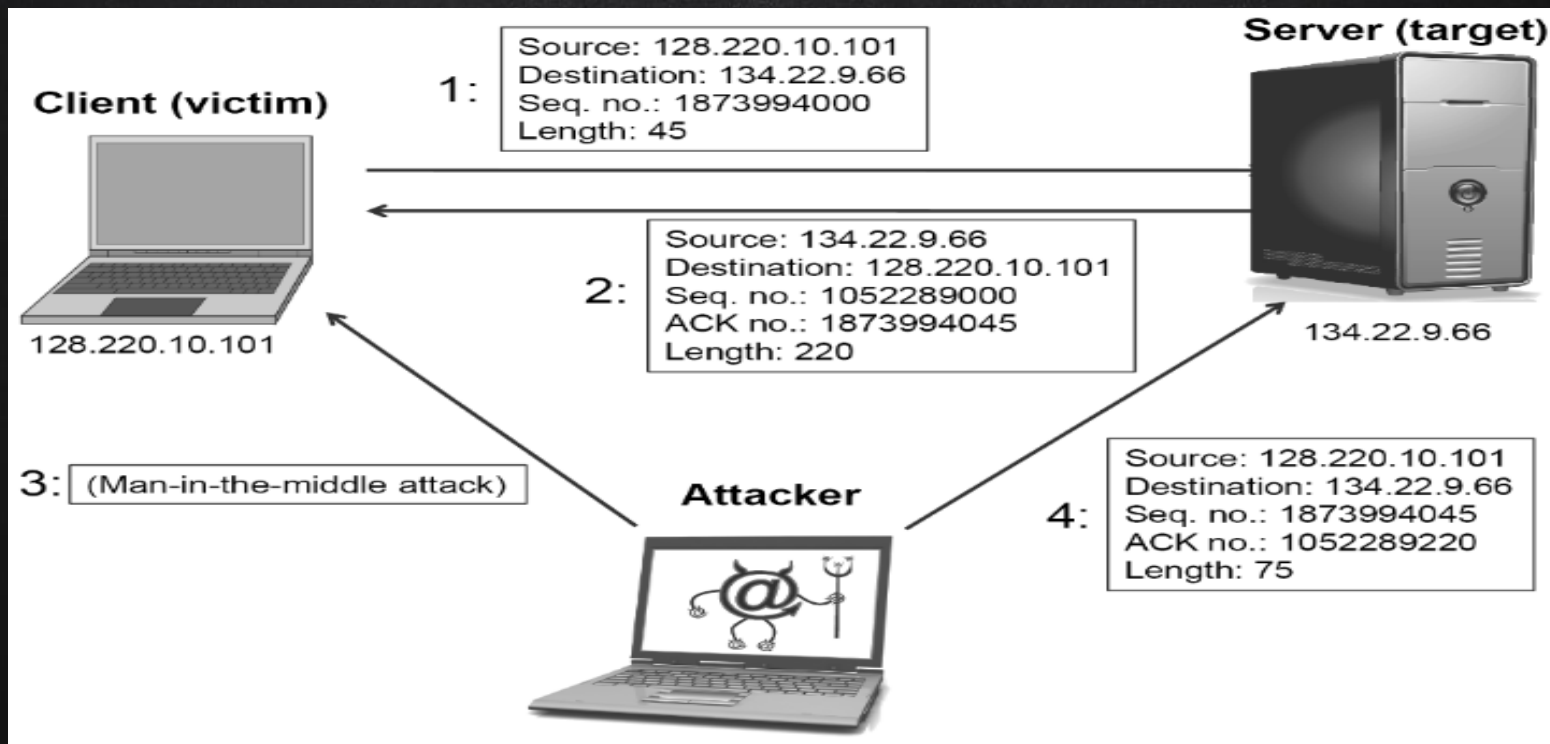 Client (victim)
128.220.10.101
1:
Source: 128.220.10.101
Destination: 134.22.9.66
Seq. no.: 1873994000
Length: 45
Server (target)
134.22.9.66
2:
Source: 134.22.9.66
Destination: 128.220.10.101
Seq. no.: 1052289000
ACK no.: 1873994045
Length: 220
3:
(Man-in-the-middle attack)
Attacker
@
4:
Source: 128.220.10.101
Destination: 134.22.9.66
Seq. no.: 1873994045
ACK no.: 1052289220
Length: 75